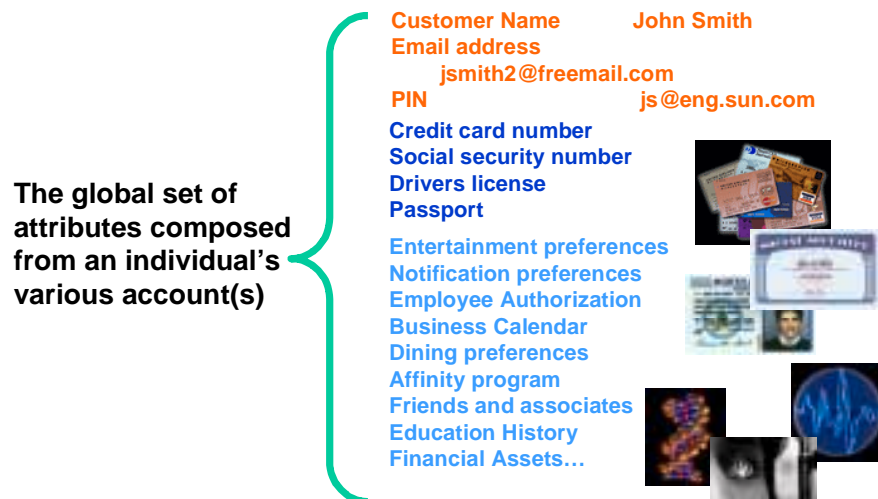 The global set of
attributes composed
from an individual's
various account(s)
Customer Name John Smith
Email address
jsmith2@freemail.com
PIN js@eng.sun.com
Credit card number
Social security number
Drivers license
Passport
Entertainment preferences
Notification preferences
Employee Authorization
Business Calendar
Dining preferences
Affinity program
Friends and associates
Education History
Financial Assets…